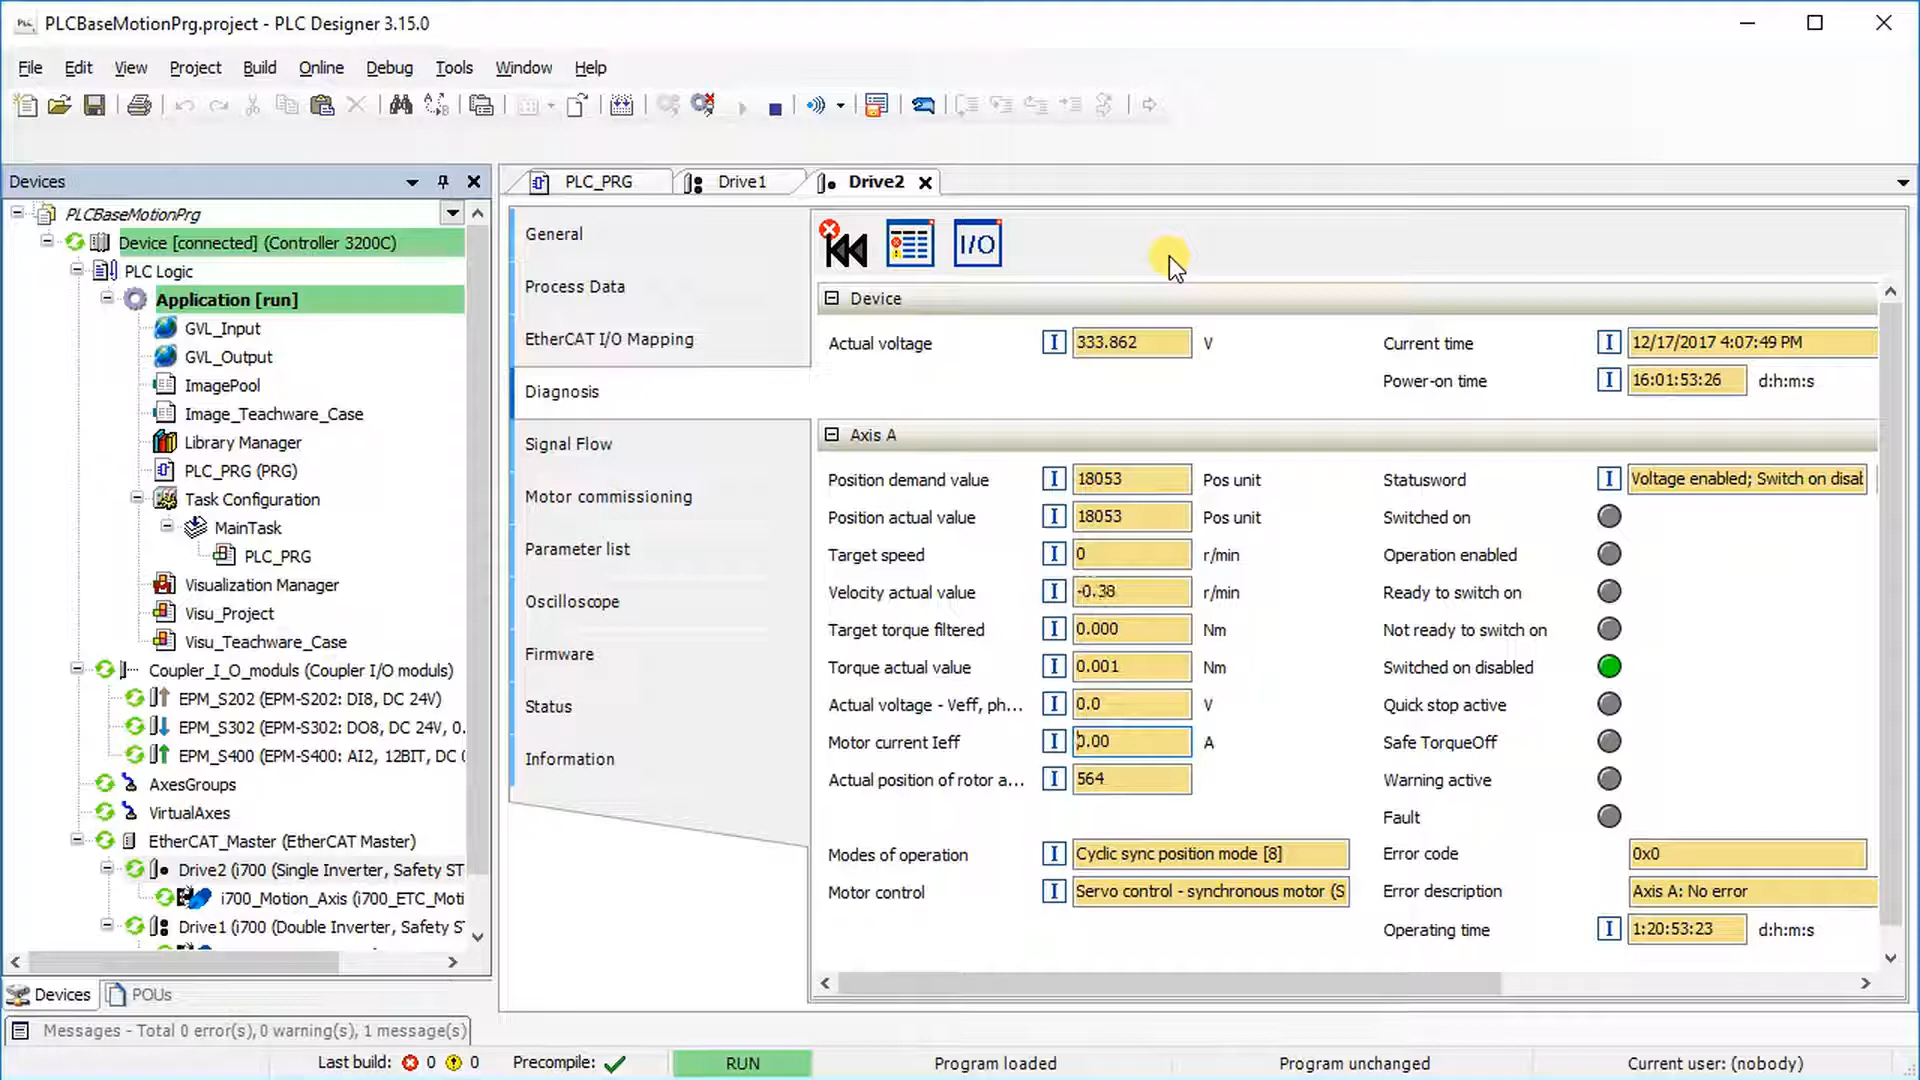 PLCBaseMotionPrg.project - PLC Designer 3.15.0
File Edit View Project Build Online Debug Tools Window Help
Devices
PLCBaseMotionPrg
Device [connected] (Controller 3200C)
PLC Logic
Application [run]
GVL_Input
GVL_Output
ImagePool
Image_Teachware_Case
Library Manager
PLC_PRG (PRG)
Task Configuration
MainTask
PLC_PRG
Visualization Manager
Visu_Project
Visu_Teachware_Case
Coupler_I_O_moduls (Coupler I/O moduls)
EPM_S202 (EPM-S202: DI8, DC 24V)
EPM_S302 (EPM-S302: DO8, DC 24V, 0.
EPM_S400 (EPM-S400: AI2, 12BIT, DC (
AxesGroups
VirtualAxes
EtherCAT_Master (EtherCAT Master)
Drive2 (i700 (Single Inverter, Safety ST
i700_Motion_Axis (i700_ETC_Moti
Drive1 (i700 (Double Inverter, Safety S
Devices POUs
PLC_PRG Drive1 Drive2
General
Process Data
EtherCAT I/O Mapping
Diagnosis
Signal Flow
Motor commissioning
Parameter list
Oscilloscope
Firmware
Status
Information
I/O
Device
Actual voltage I 333.862 V Current time I 12/17/2017 4:07:49 PM
Power-on time I 16:01:53:26 d:h:m:s
Axis A
Position demand value I 18053 Pos unit Statusword I Voltage enabled; Switch on disal
Position actual value I 18053 Pos unit Switched on
Target speed I 0 r/min Operation enabled
Velocity actual value I -0.38 r/min Ready to switch on
Target torque filtered I 0.000 Nm Not ready to switch on
Torque actual value I 0.001 Nm Switched on disabled
Actual voltage - Veff, ph... I 0.0 V Quick stop active
Motor current Ieff I 0.00 A Safe TorqueOff
Actual position of rotor a... I 564 Warning active
Fault
Modes of operation I Cyclic sync position mode [8] Error code 0x0
Motor control I Servo control - synchronous motor (S Error description Axis A: No error
Operating time I 1:20:53:23 d:h:m:s
Messages - Total 0 error(s), 0 warning(s), 1 message(s)
Last build: 0 0 Precompile: RUN Program loaded Program unchanged Current user: (nobody)